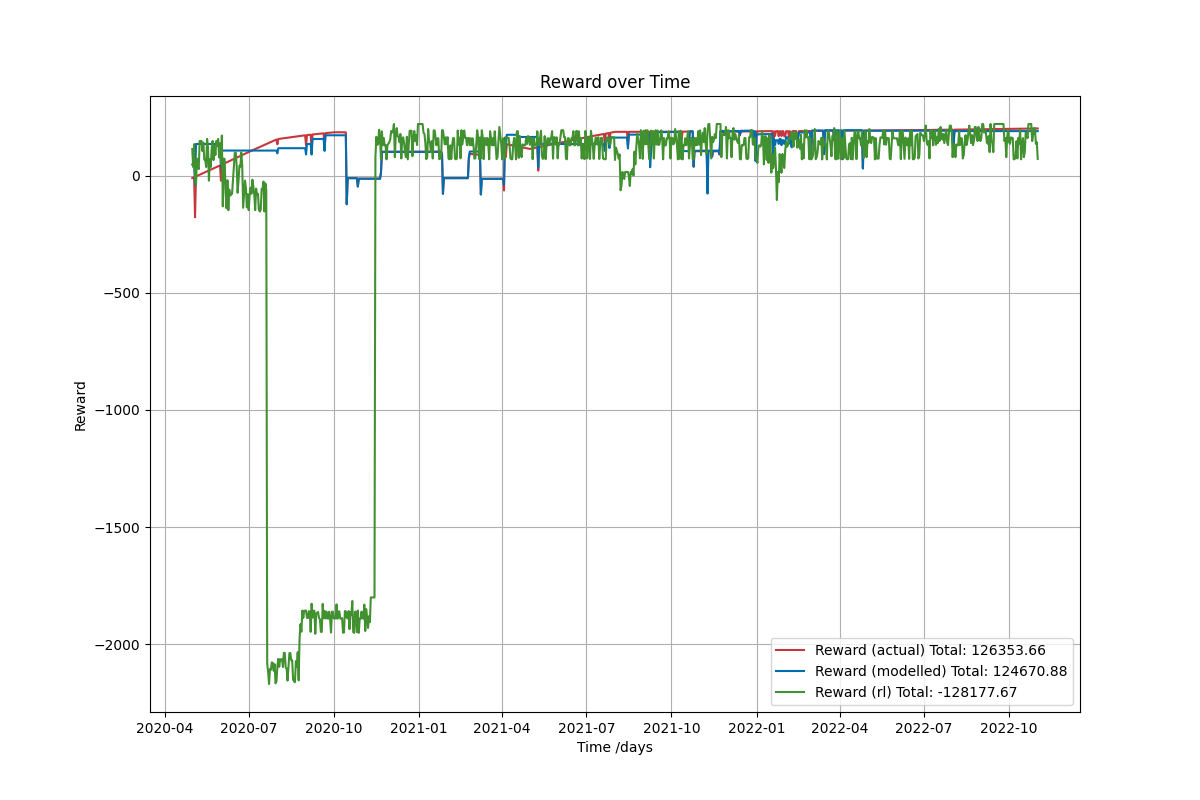 Reward over Time
Reward
0
−500
−1000
−1500
−2000
Reward (actual) Total: 126353.66
Reward (modelled) Total: 124670.88
Reward (rl) Total: -128177.67
2020-04 2020-07 2020-10 2021-01 2021-04 2021-07 2021-10 2022-01 2022-04 2022-07 2022-10
Time /days